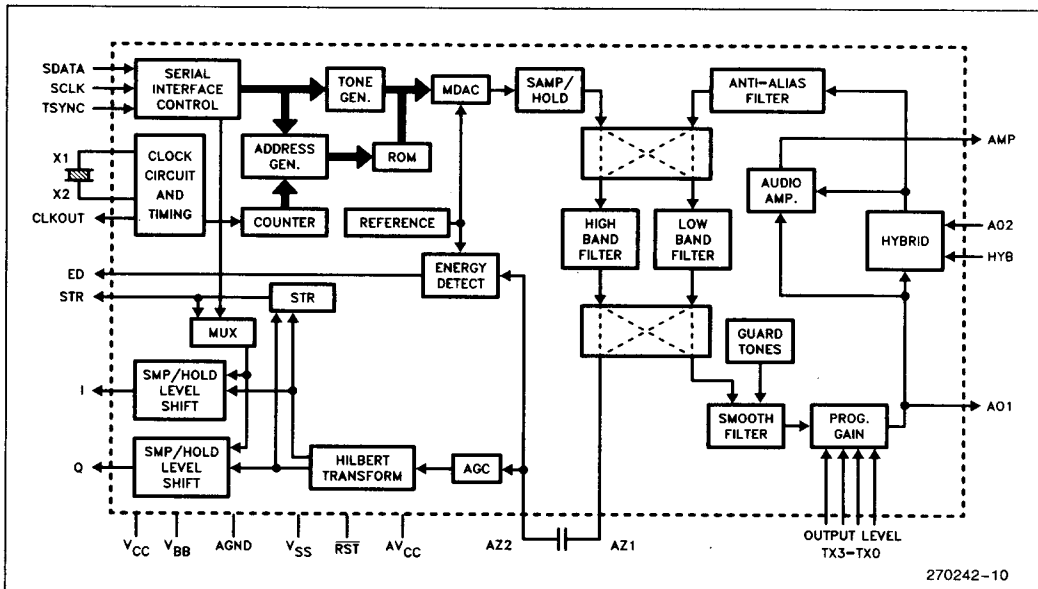 SDATA
SCLK
TSYNC
SERIAL
INTERFACE
CONTROL
TONE
GEN.
MDAC
SAMP/
HOLD
ANTI-ALIAS
FILTER
AMP
X1
X2
CLKOUT
CLOCK
CIRCUIT
AND
TIMING
ADDRESS
GEN.
ROM
AUDIO
AMP.
COUNTER
REFERENCE
HIGH
BAND
FILTER
LOW
BAND
FILTER
HYBRID
AO2
HYB
ED
ENERGY
DETECT
STR
STR
MUX
GUARD
TONES
I
SMP/HOLD
LEVEL
SHIFT
SMOOTH
FILTER
PROG.
GAIN
AO1
Q
SMP/HOLD
LEVEL
SHIFT
HILBERT
TRANSFORM
AGC
VCC
VBB
AGND
VSS
RST
AVCC
AZ2
AZ1
OUTPUT LEVEL
TX3-TX0
270242-10